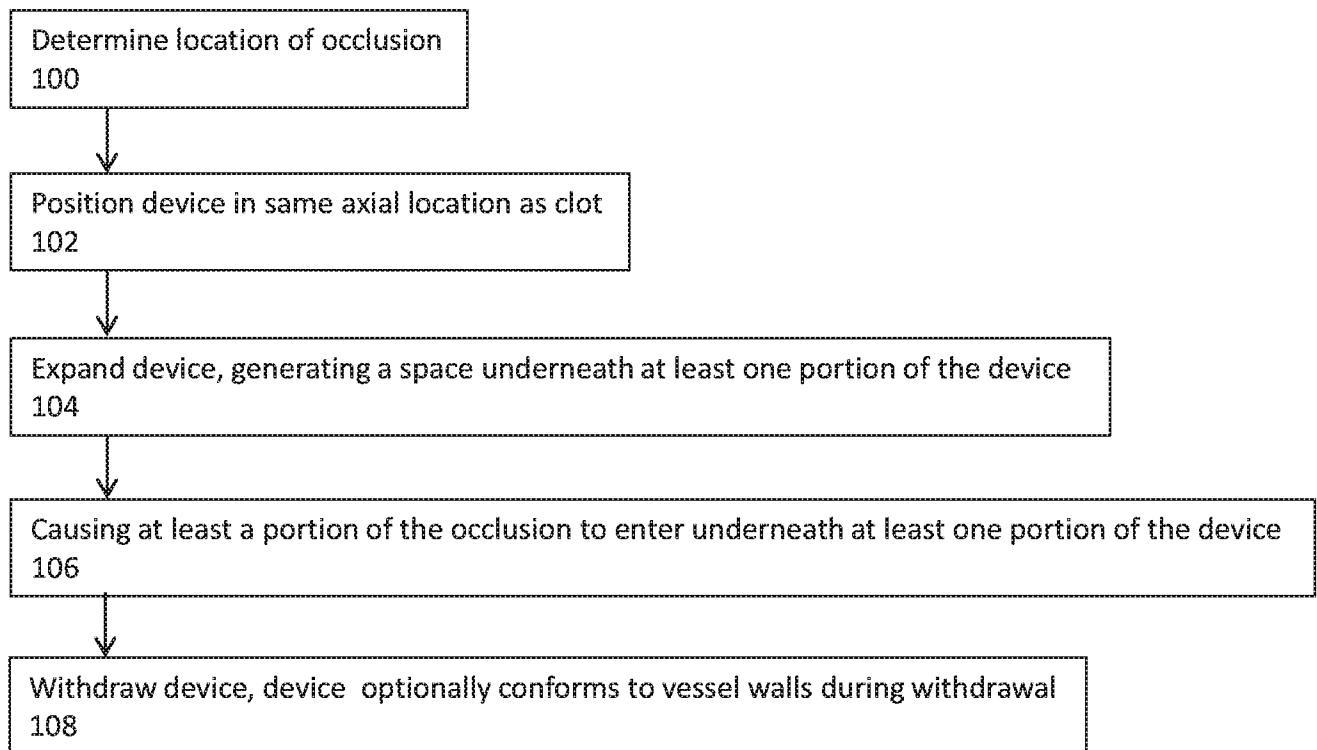 Determine location of occlusion
100
Position device in same axial location as clot
102
Expand device, generating a space underneath at least one portion of the device
104
Causing at least a portion of the occlusion to enter underneath at least one portion of the device
106
Withdraw device, device optionally conforms to vessel walls during withdrawal
108